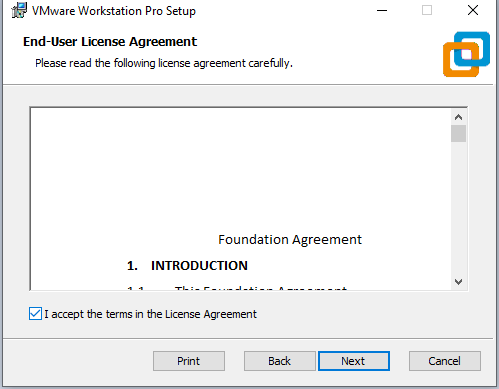 VMware Workstation Pro Setup
End-User License Agreement
Please read the following license agreement carefully.
Foundation Agreement
1. INTRODUCTION
1.1 This Foundation Agreement
I accept the terms in the License Agreement
Print
Back
Next
Cancel